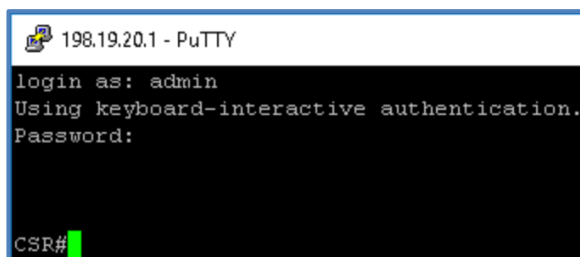 198.19.20.1 - PuTTY
login as: admin
Using keyboard-interactive authentication.
Password:
CSR#